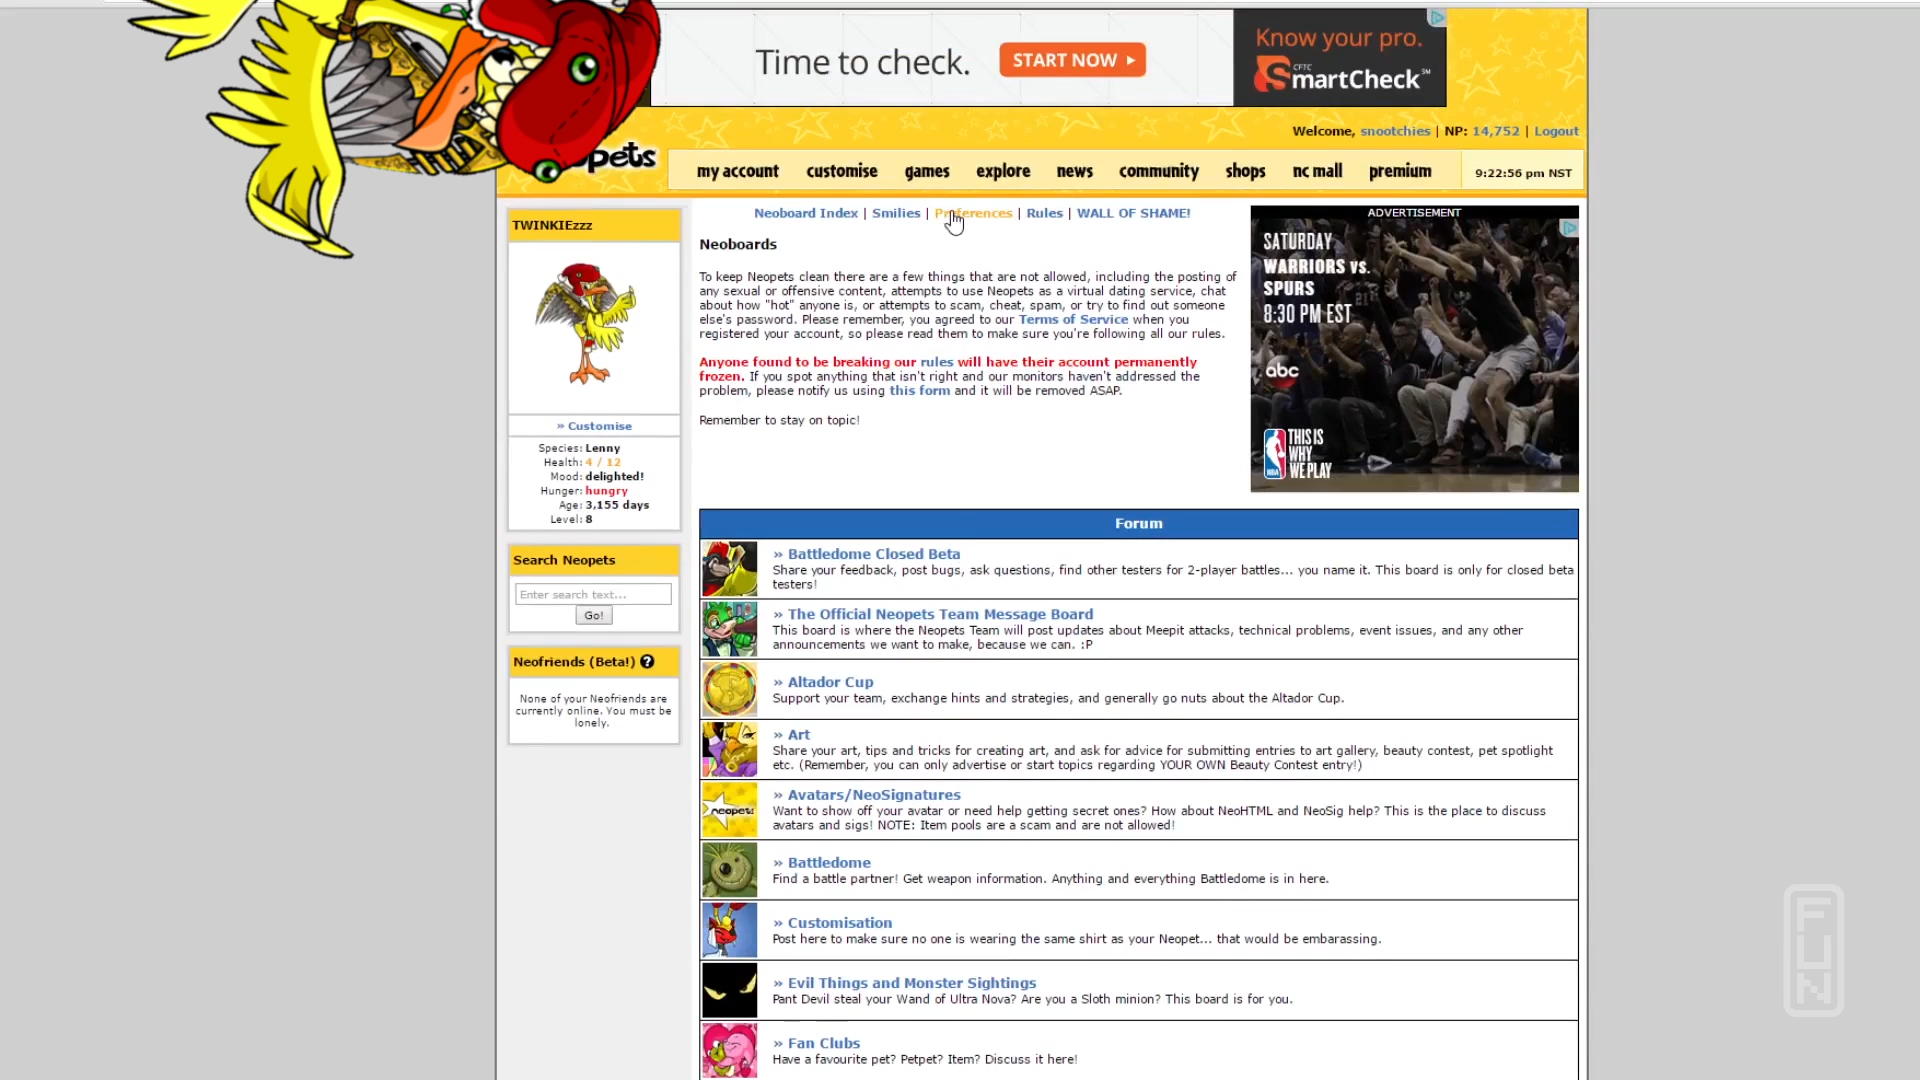 Time to check.
START NOW
Know your pro.
CFTC
SmartCheck℠
Welcome, snootchies | NP: 14,752 | Logout
my account customise games explore news community shops nc mall premium
9:22:56 pm NST
Neoboard Index | Smilies | Preferences | Rules | WALL OF SHAME!
TWINKIEzzz
» Customise
Species: Lenny
Health: 4 / 12
Mood: delighted!
Hunger: hungry
Age: 3,155 days
Level: 8
Search Neopets
Enter search text...
Go!
Neofriends (Beta!) ?
None of your Neofriends are
currently online. You must be
lonely.
Neoboards
To keep Neopets clean there are a few things that are not allowed, including the posting of
any sexual or offensive content, attempts to use Neopets as a virtual dating service, chat
about how "hot" anyone is, or attempts to scam, cheat, spam, or try to find out someone
else's password. Please remember, you agreed to our Terms of Service when you
registered your account, so please read them to make sure you're following all our rules.
Anyone found to be breaking our rules will have their account permanently
frozen. If you spot anything that isn't right and our monitors haven't addressed the
problem, please notify us using this form and it will be removed ASAP.
Remember to stay on topic!
ADVERTISEMENT
SATURDAY
WARRIORS vs.
SPURS
8:30 PM EST
abc
NBA
THIS IS
WHY
WE PLAY
Forum
» Battledome Closed Beta
Share your feedback, post bugs, ask questions, find other testers for 2-player battles... you name it. This board is only for closed beta
testers!
» The Official Neopets Team Message Board
This board is where the Neopets Team will post updates about Meepit attacks, technical problems, event issues, and any other
announcements we want to make, because we can. :P
» Altador Cup
Support your team, exchange hints and strategies, and generally go nuts about the Altador Cup.
» Art
Share your art, tips and tricks for creating art, and ask for advice for submitting entries to art gallery, beauty contest, pet spotlight
etc. (Remember, you can only advertise or start topics regarding YOUR OWN Beauty Contest entry!)
neopets
» Avatars/NeoSignatures
Want to show off your avatar or need help getting secret ones? How about NeoHTML and NeoSig help? This is the place to discuss
avatars and sigs! NOTE: Item pools are a scam and are not allowed!
» Battledome
Find a battle partner! Get weapon information. Anything and everything Battledome is in here.
» Customisation
Post here to make sure no one is wearing the same shirt as your Neopet... that would be embarassing.
» Evil Things and Monster Sightings
Pant Devil steal your Wand of Ultra Nova? Are you a Sloth minion? This board is for you.
» Fan Clubs
Have a favourite pet? Petpet? Item? Discuss it here!
FUN